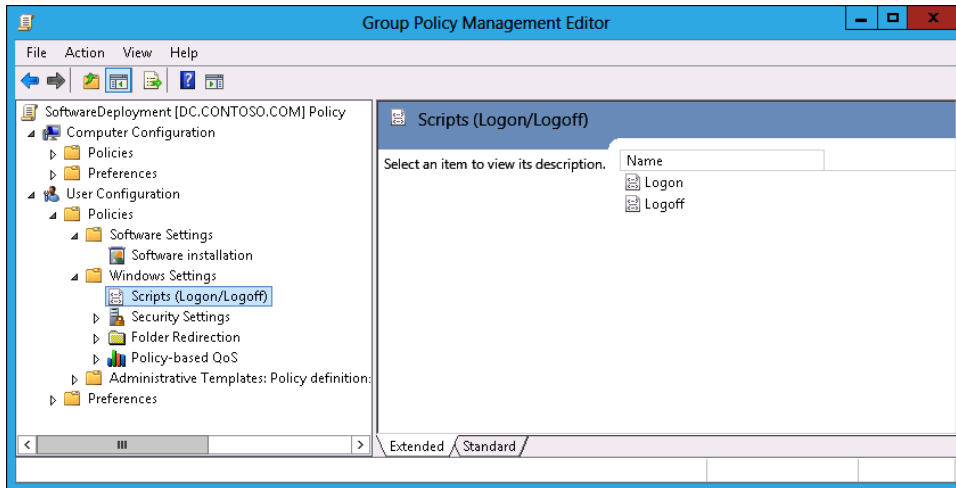 Group Policy Management Editor
File Action View Help
SoftwareDeployment [DC.CONTOSO.COM] Policy
Computer Configuration
Policies
Preferences
User Configuration
Policies
Software Settings
Software installation
Windows Settings
Scripts (Logon/Logoff)
Security Settings
Folder Redirection
Policy-based QoS
Administrative Templates: Policy definition:
Preferences
Scripts (Logon/Logoff)
Select an item to view its description.
Name
Logon
Logoff
Extended Standard